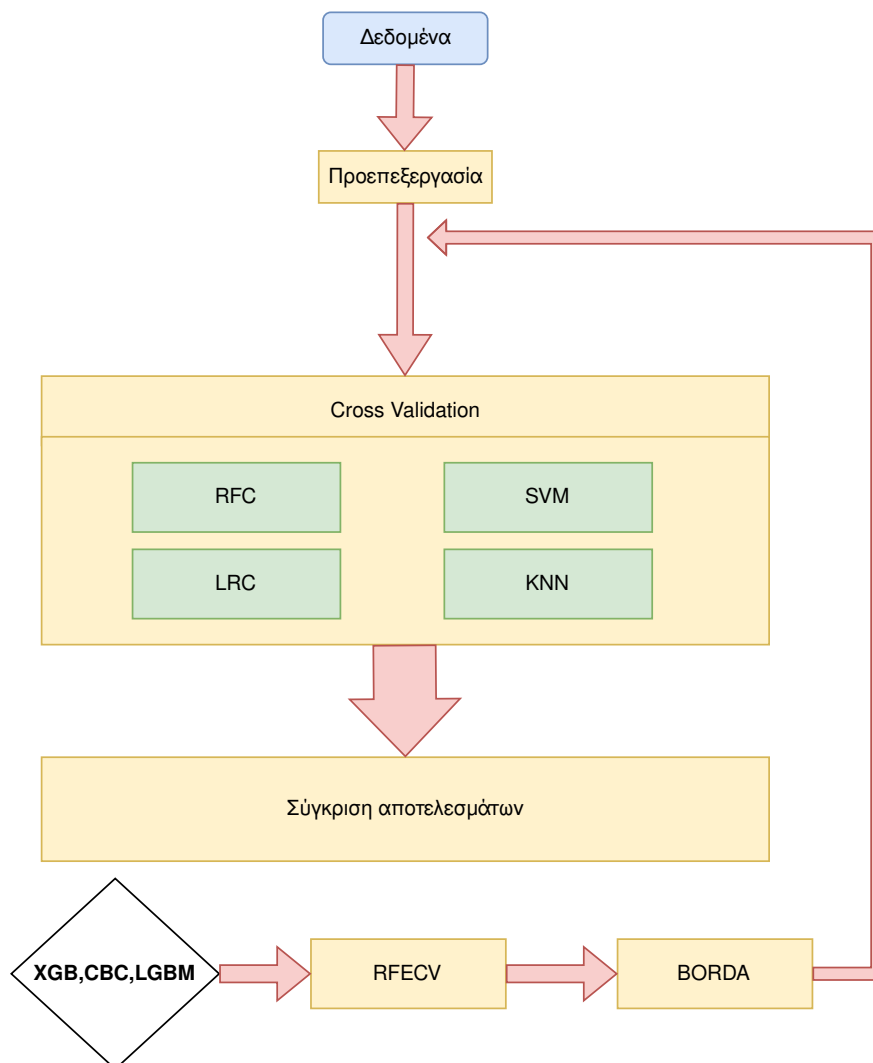 Δεδομένα
Προεπεξεργασία
Cross Validation
RFC
SVM
LRC
KNN
Σύγκριση αποτελεσμάτων
XGB,CBC,LGBM
RFECV
BORDA